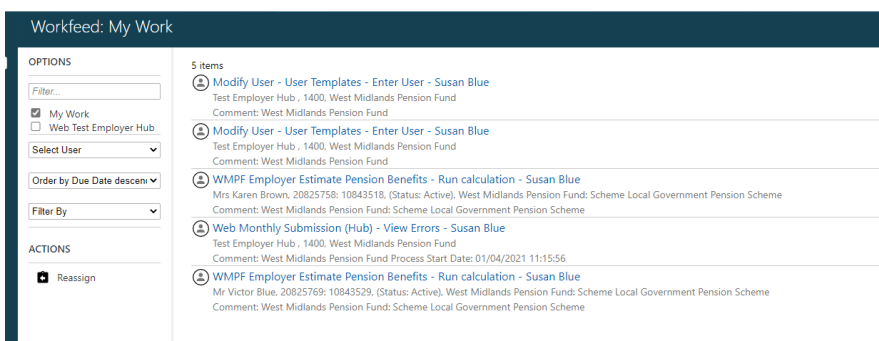 Workfeed: My Work
OPTIONS
Filter...
My Work
Web Test Employer Hub
Select User
Order by Due Date descen
Filter By
ACTIONS
Reassign
5 items
Modify User - User Templates - Enter User - Susan Blue
Test Employer Hub , 1400, West Midlands Pension Fund
Comment: West Midlands Pension Fund
Modify User - User Templates - Enter User - Susan Blue
Test Employer Hub , 1400, West Midlands Pension Fund
Comment: West Midlands Pension Fund
WMPF Employer Estimate Pension Benefits - Run calculation - Susan Blue
Mrs Karen Brown, 20825758: 10843518, (Status: Active), West Midlands Pension Fund: Scheme Local Government Pension Scheme
Comment: West Midlands Pension Fund: Scheme Local Government Pension Scheme
Web Monthly Submission (Hub) - View Errors - Susan Blue
Test Employer Hub , 1400, West Midlands Pension Fund
Comment: West Midlands Pension Fund Process Start Date: 01/04/2021 11:15:56
WMPF Employer Estimate Pension Benefits - Run calculation - Susan Blue
Mr Victor Blue, 20825769: 10843529, (Status: Active), West Midlands Pension Fund: Scheme Local Government Pension Scheme
Comment: West Midlands Pension Fund: Scheme Local Government Pension Scheme